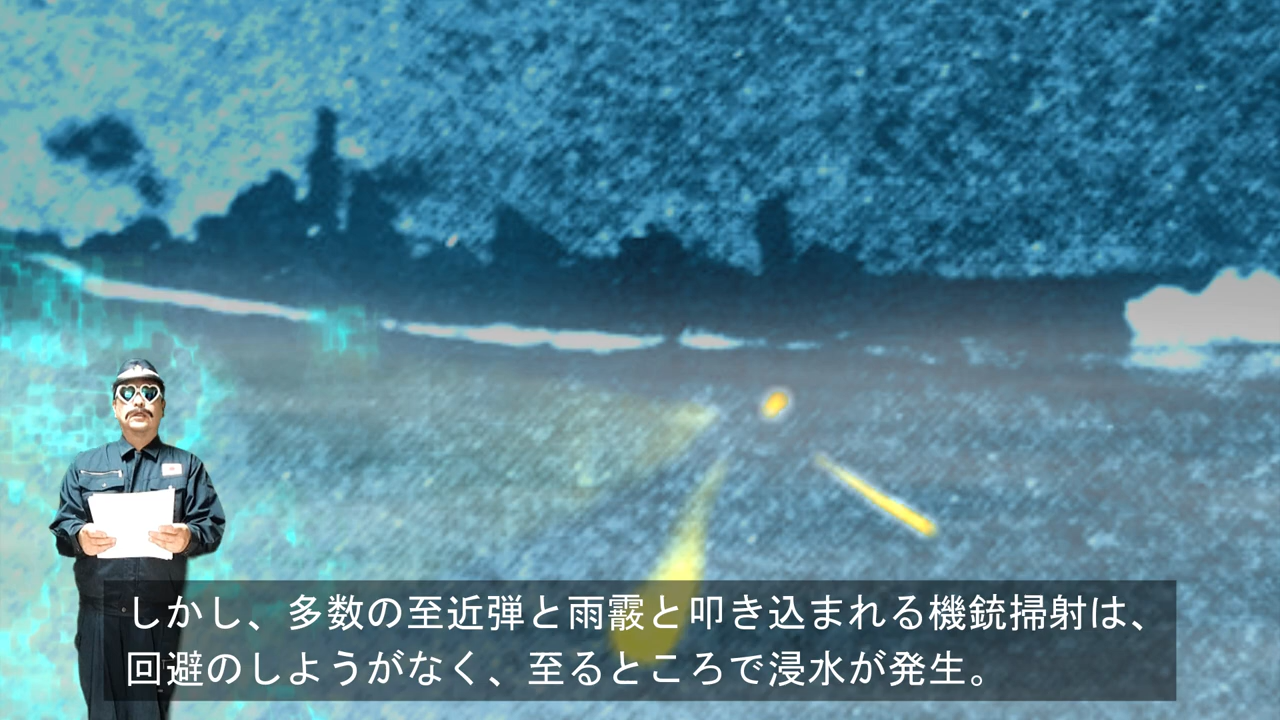 しかし、多数の至近弾と雨霰と叩き込まれる機銃掃射は、
回避のしようがなく、至るところで浸水が発生。